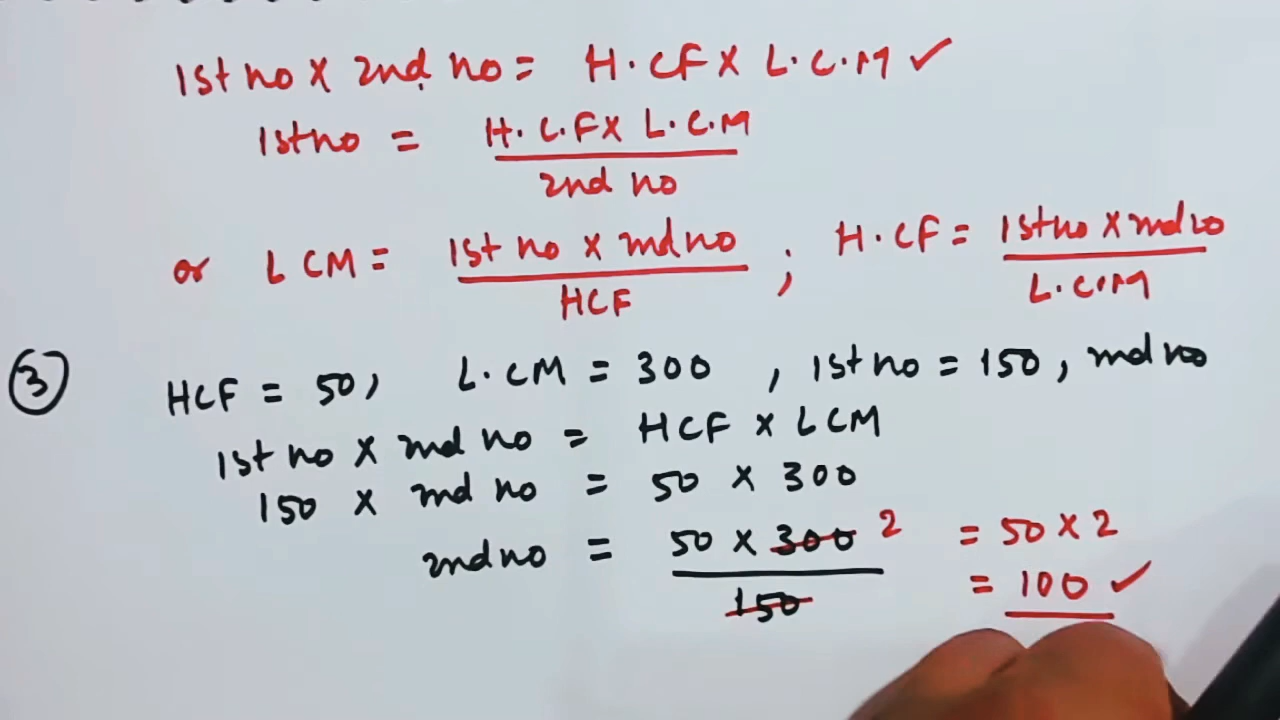 1st no x 2nd no = H.CF X L.C.M ✓
1st no = H.C.F x L.C.M / 2nd no
or LCM = 1st no x 2nd no / HCF ; H.CF = 1st no x 2nd no / L.C.M
3 HCF = 50, L.CM = 300 , 1st no = 150, 2nd no
1st no x 2nd no = HCF x LCM
150 x 2nd no = 50 x 300
2nd no = 50 x 300 2 / 150 = 50 x 2
= 100 ✓